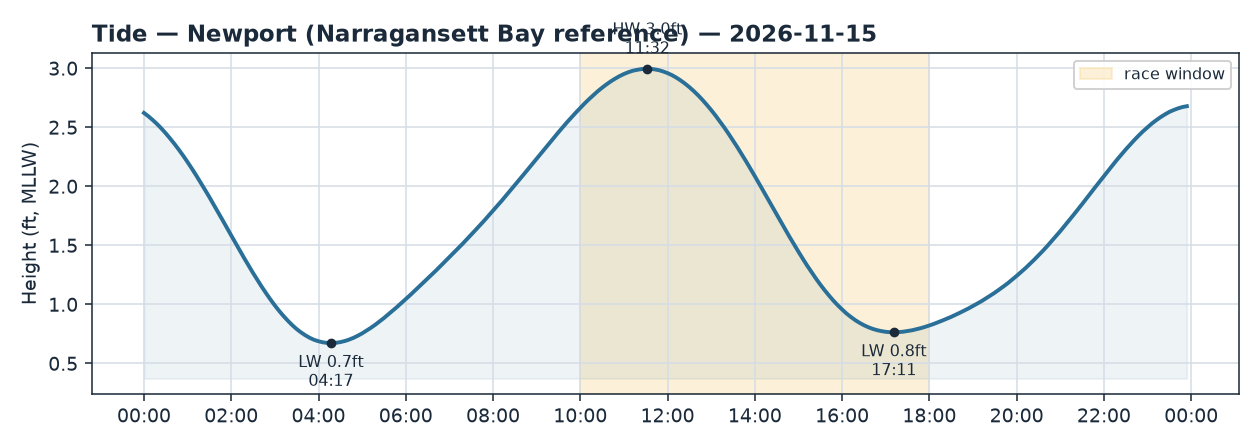 Tide — Newport (Narragansett Bay reference) — 2026-11-15
HW 3.0ft
11:32
race window
Height (ft, MLLW)
3.0
2.5
2.0
1.5
1.0
0.5
LW 0.7ft
04:17
LW 0.8ft
17:11
00:00 02:00 04:00 06:00 08:00 10:00 12:00 14:00 16:00 18:00 20:00 22:00 00:00